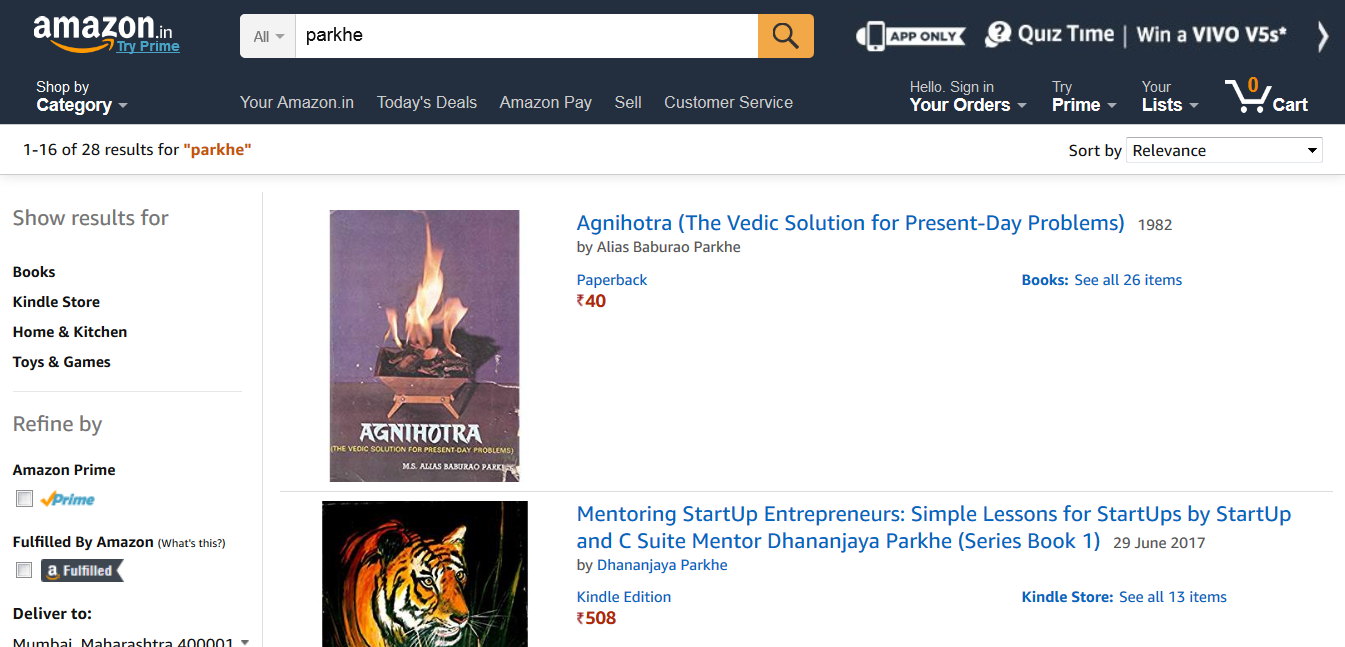 amazon.in
Try Prime
All
parkhe
APP ONLY
QUIZ TIME | Win a VIVO V5s*
Shop by
Category
Your Amazon.in
Today's Deals
Amazon Pay
Sell
Customer Service
Hello. Sign in
Your Orders
Try
Prime
Your
Lists
0
Cart
1-16 of 28 results for "parkhe"
Sort by
Relevance
Show results for
Books
Kindle Store
Home & Kitchen
Toys & Games
Refine by
Amazon Prime
Prime
Fulfilled By Amazon (What's this?)
a Fulfilled
Deliver to:
Mumbai, Maharashtra 400001
AGNIHOTRA
(THE VEDIC SOLUTION FOR PRESENT-DAY PROBLEMS)
M.S. ALIAS BABURAO PARKHE
Agnihotra (The Vedic Solution for Present-Day Problems) 1982
by Alias Baburao Parkhe
Paperback
₹40
Books: See all 26 items
Mentoring StartUp Entrepreneurs: Simple Lessons for StartUps by StartUp
and C Suite Mentor Dhananjaya Parkhe (Series Book 1) 29 June 2017
by Dhananjaya Parkhe
Kindle Edition
₹508
Kindle Store: See all 13 items